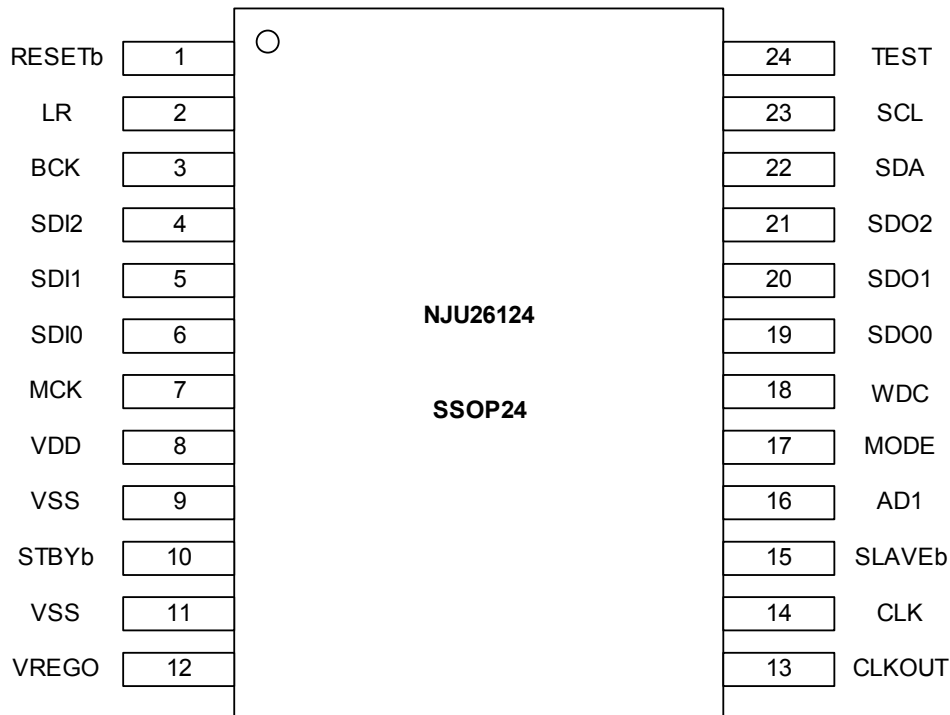 RESETb 1 24 TEST
LR 2 23 SCL
BCK 3 22 SDA
SDI2 4 21 SDO2
SDI1 5 20 SDO1
NJU26124
SDI0 6 19 SDO0
MCK 7 18 WDC
SSOP24
VDD 8 17 MODE
VSS 9 16 AD1
STBYb 10 15 SLAVEb
VSS 11 14 CLK
VREGO 12 13 CLKOUT